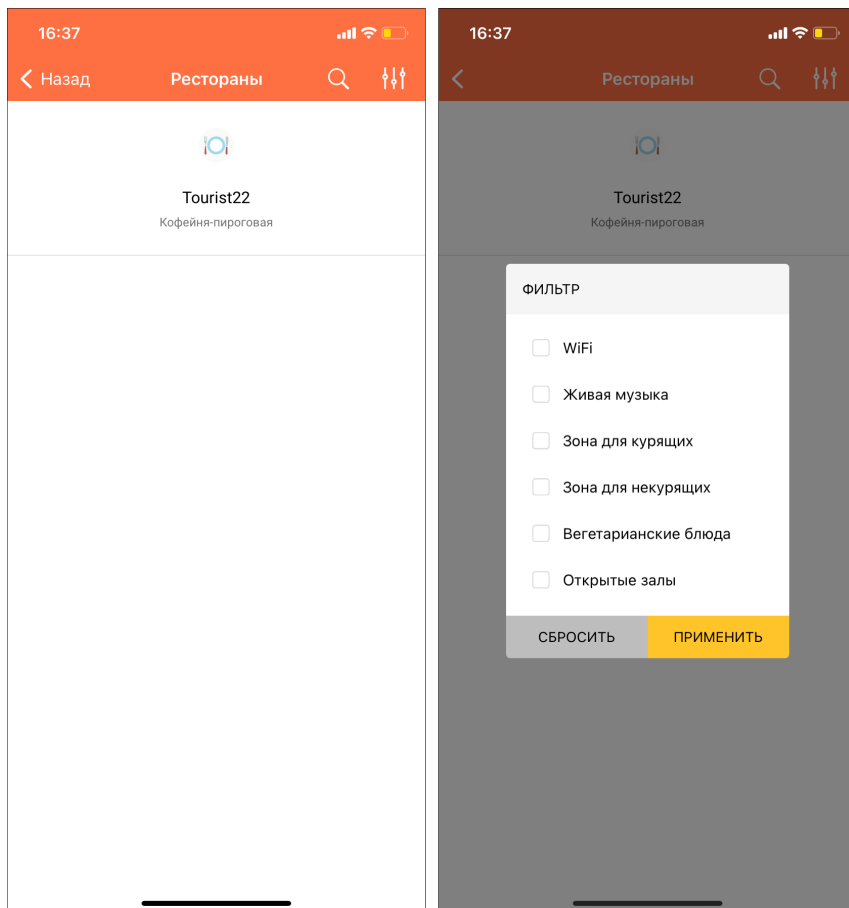 16:37
Назад
Рестораны
Tourist22
Кофейня-пироговая
16:37
Рестораны
Tourist22
Кофейня-пироговая
ФИЛЬТР
WiFi
Живая музыка
Зона для курящих
Зона для некурящих
Вегетарианские блюда
Открытые залы
СБРОСИТЬ
ПРИМЕНИТЬ